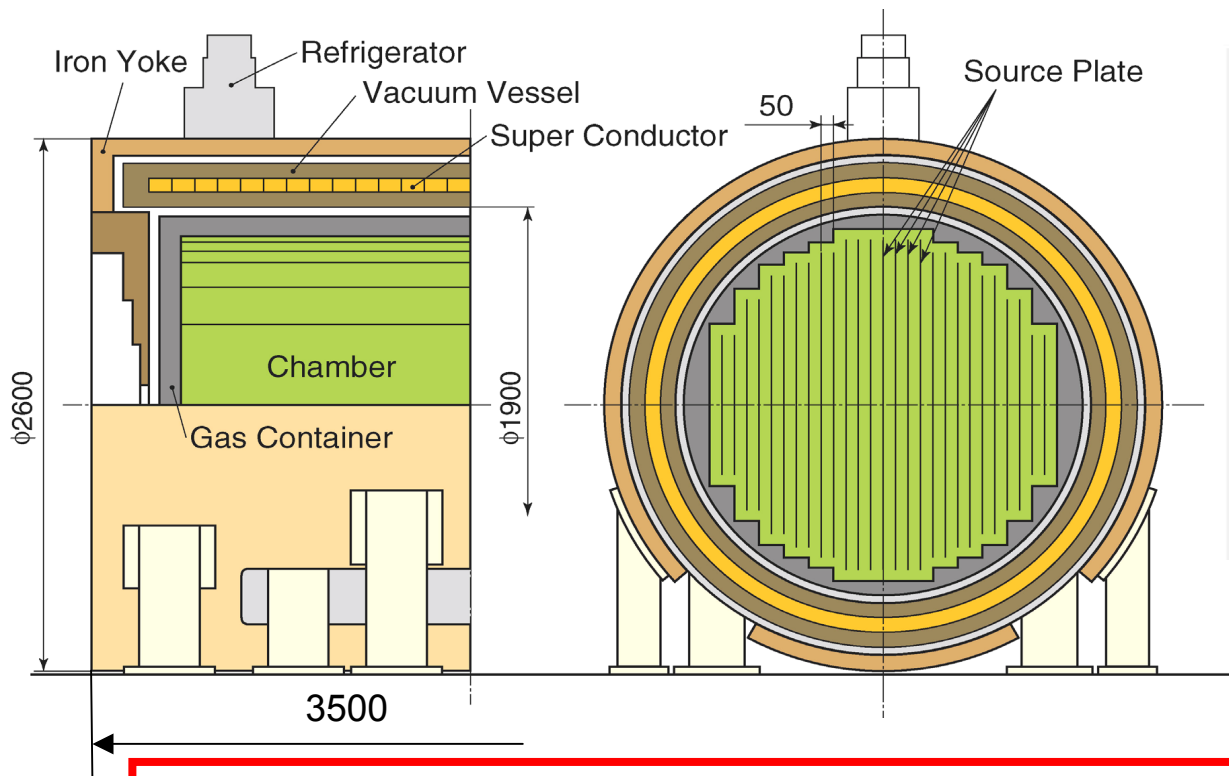 Refrigerator
Iron Yoke
Vacuum Vessel
Super Conductor
Source Plate
50
Chamber
Gas Container
ϕ2600
ϕ1900
3500